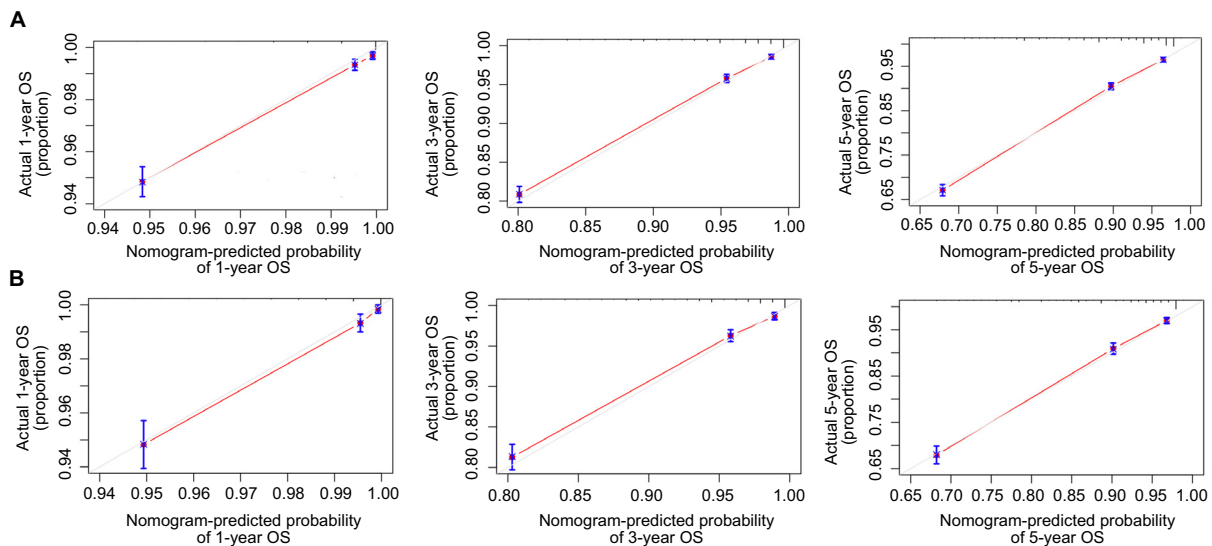 A
Actual 1-year OS
(proportion)
1.00
0.98
0.96
0.94
0.94 0.95 0.96 0.97 0.98 0.99 1.00
Nomogram-predicted probability
of 1-year OS
Actual 3-year OS
(proportion)
1.00
0.95
0.90
0.85
0.80
0.80 0.85 0.90 0.95 1.00
Nomogram-predicted probability
of 3-year OS
Actual 5-year OS
(proportion)
0.95
0.85
0.75
0.65
0.65 0.70 0.75 0.80 0.85 0.90 0.95 1.00
Nomogram-predicted probability
of 5-year OS
B
Actual 1-year OS
(proportion)
1.00
0.98
0.96
0.94
0.94 0.95 0.96 0.97 0.98 0.99 1.00
Nomogram-predicted probability
of 1-year OS
Actual 3-year OS
(proportion)
1.00
0.95
0.90
0.85
0.80
0.80 0.85 0.90 0.95 1.00
Nomogram-predicted probability
of 3-year OS
Actual 5-year OS
(proportion)
0.95
0.85
0.75
0.65
0.65 0.70 0.75 0.80 0.85 0.90 0.95 1.00
Nomogram-predicted probability
of 5-year OS